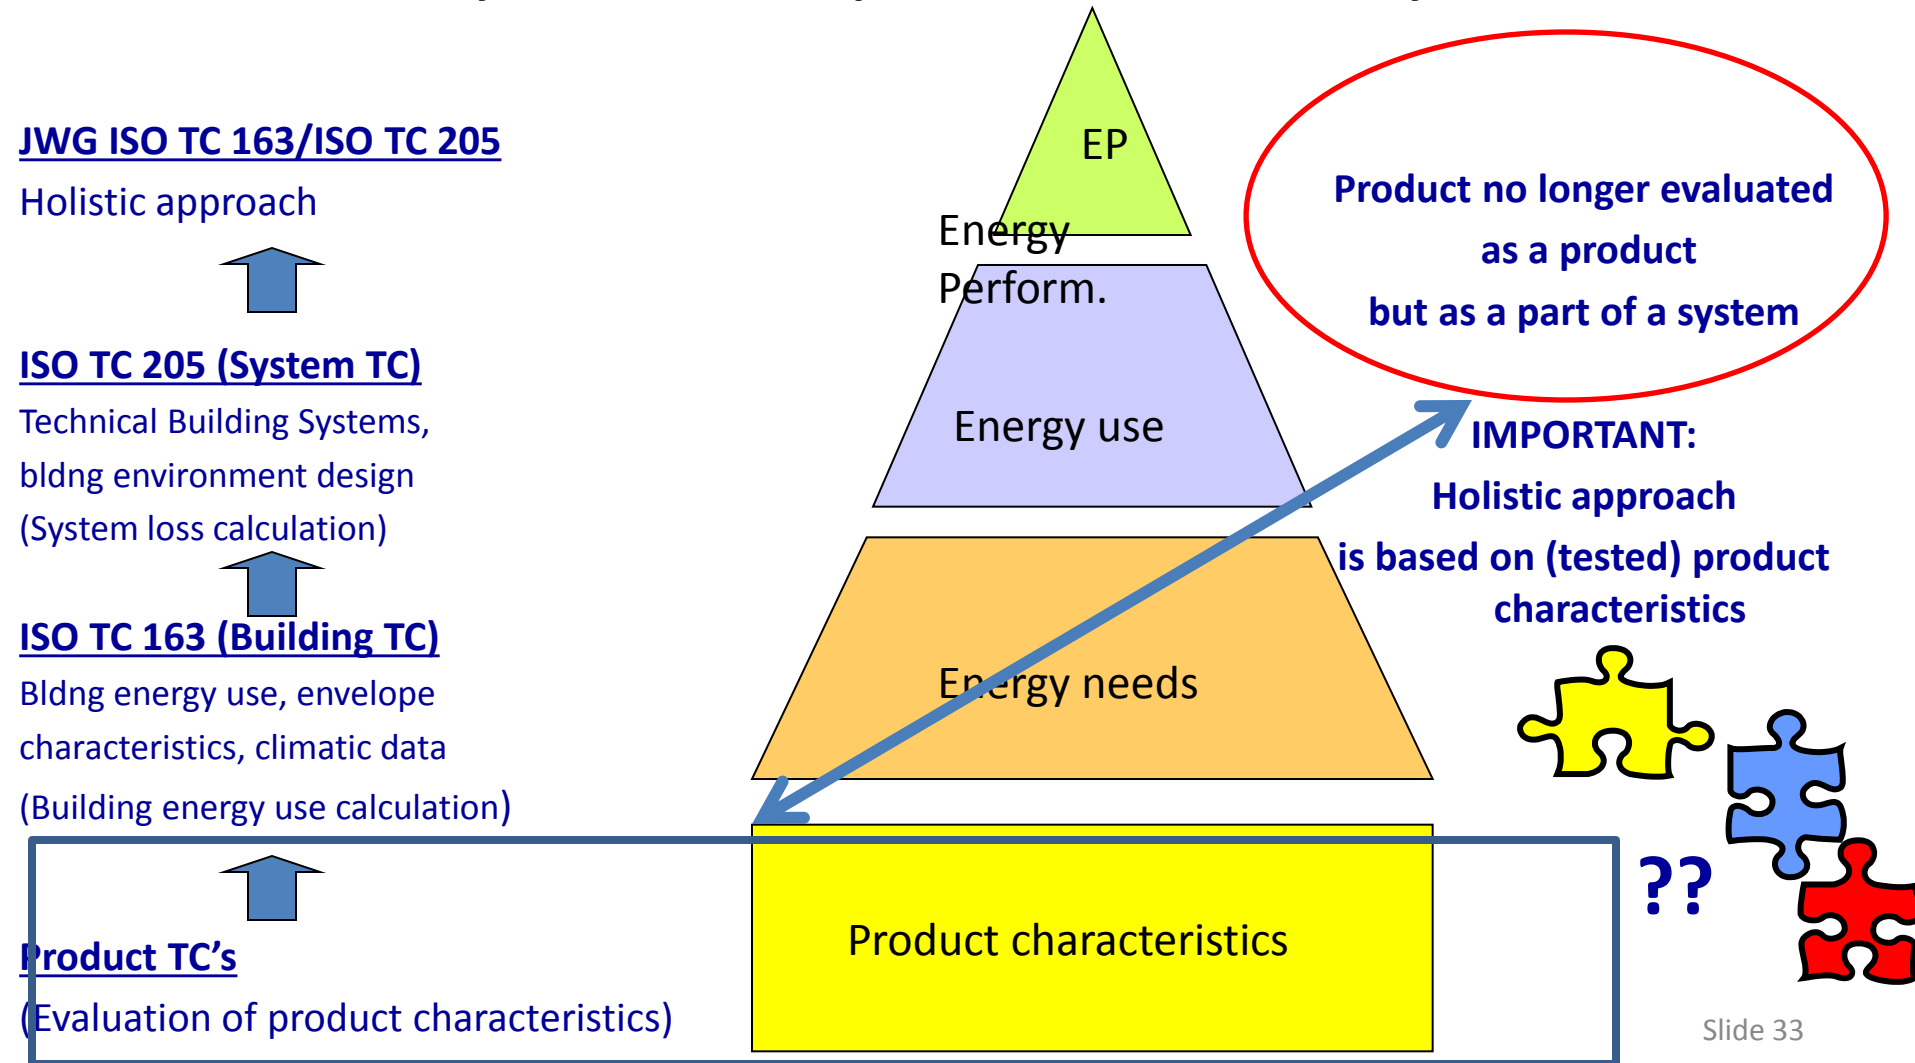 JWG ISO TC 163/ISO TC 205
Holistic approach
ISO TC 205 (System TC)
Technical Building Systems,
bldng environment design
(System loss calculation)
ISO TC 163 (Building TC)
Bldng energy use, envelope
characteristics, climatic data
(Building energy use calculation)
Product TC’s
(Evaluation of product characteristics)
EP
Energy
Perform.
Energy use
Energy needs
Product characteristics
Product no longer evaluated
as a product
but as a part of a system
IMPORTANT:
Holistic approach
is based on (tested) product
characteristics
??
Slide 33